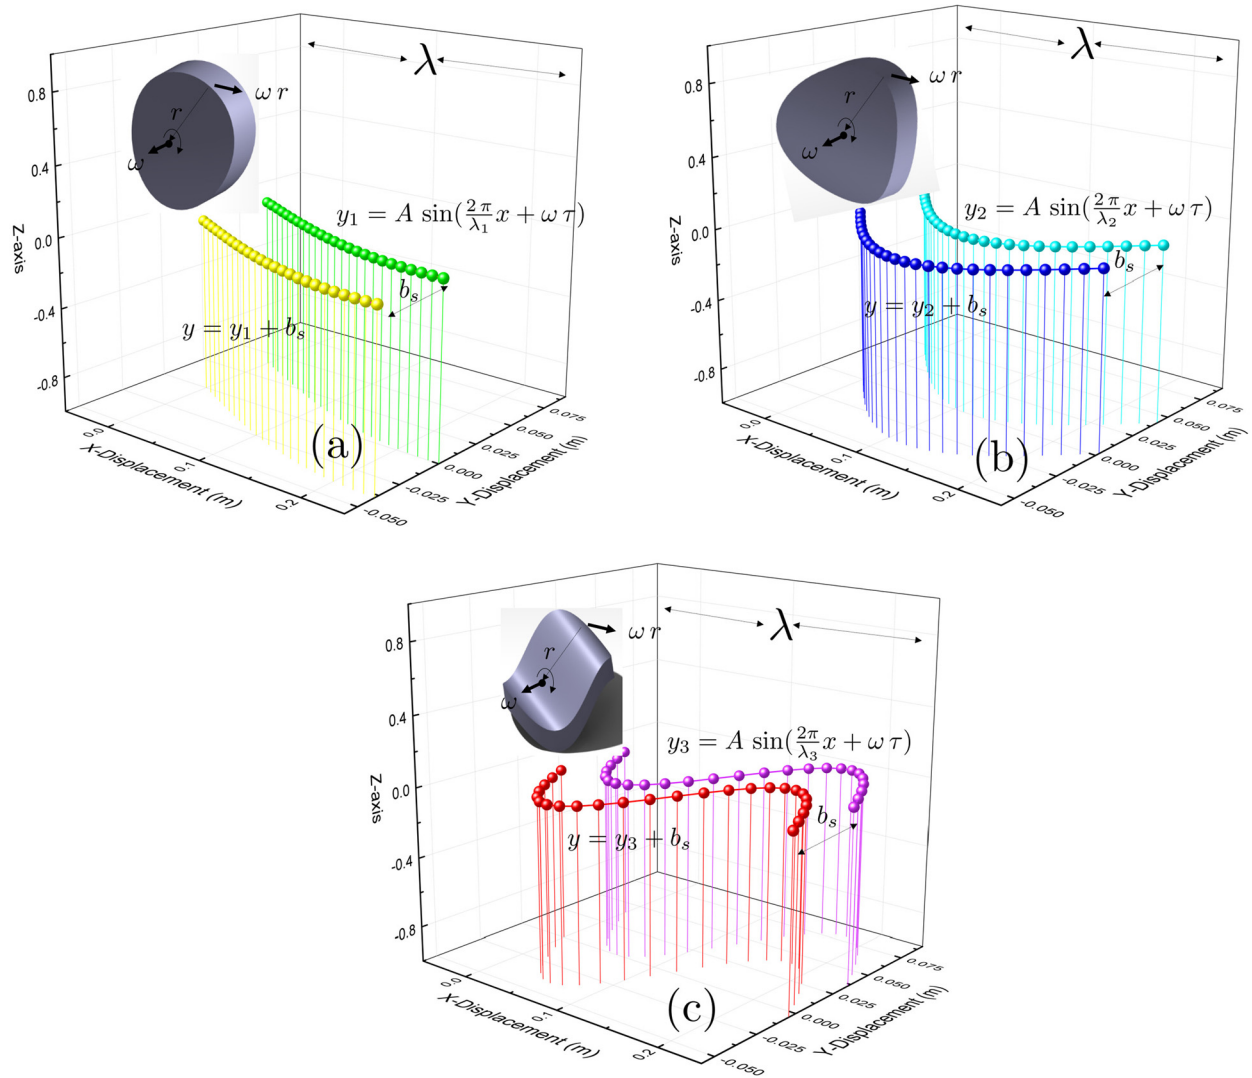 λ
0.8
0.4
0.0
-0.4
-0.8
Z-axis
ω r
r
ω
y₁ = A sin(2π/λ₁ x + ω τ)
bₛ
y = y₁ + bₛ
0.0
0.1
0.2
X-Displacement (m)
-0.050
-0.025
0.000
0.025
0.050
0.075
Y-Displacement (m)
(a)
λ
0.8
0.4
0.0
-0.4
-0.8
Z-axis
ω r
r
ω
y₂ = A sin(2π/λ₂ x + ω τ)
bₛ
y = y₂ + bₛ
0.0
0.1
0.2
X-Displacement (m)
-0.050
-0.025
0.000
0.025
0.050
0.075
Y-Displacement (m)
(b)
λ
0.8
0.4
0.0
-0.4
-0.8
Z-axis
ω r
r
ω
y₃ = A sin(2π/λ₃ x + ω τ)
bₛ
y = y₃ + bₛ
0.0
0.1
0.2
X-Displacement (m)
-0.050
-0.025
0.000
0.025
0.050
0.075
Y-Displacement (m)
(c)